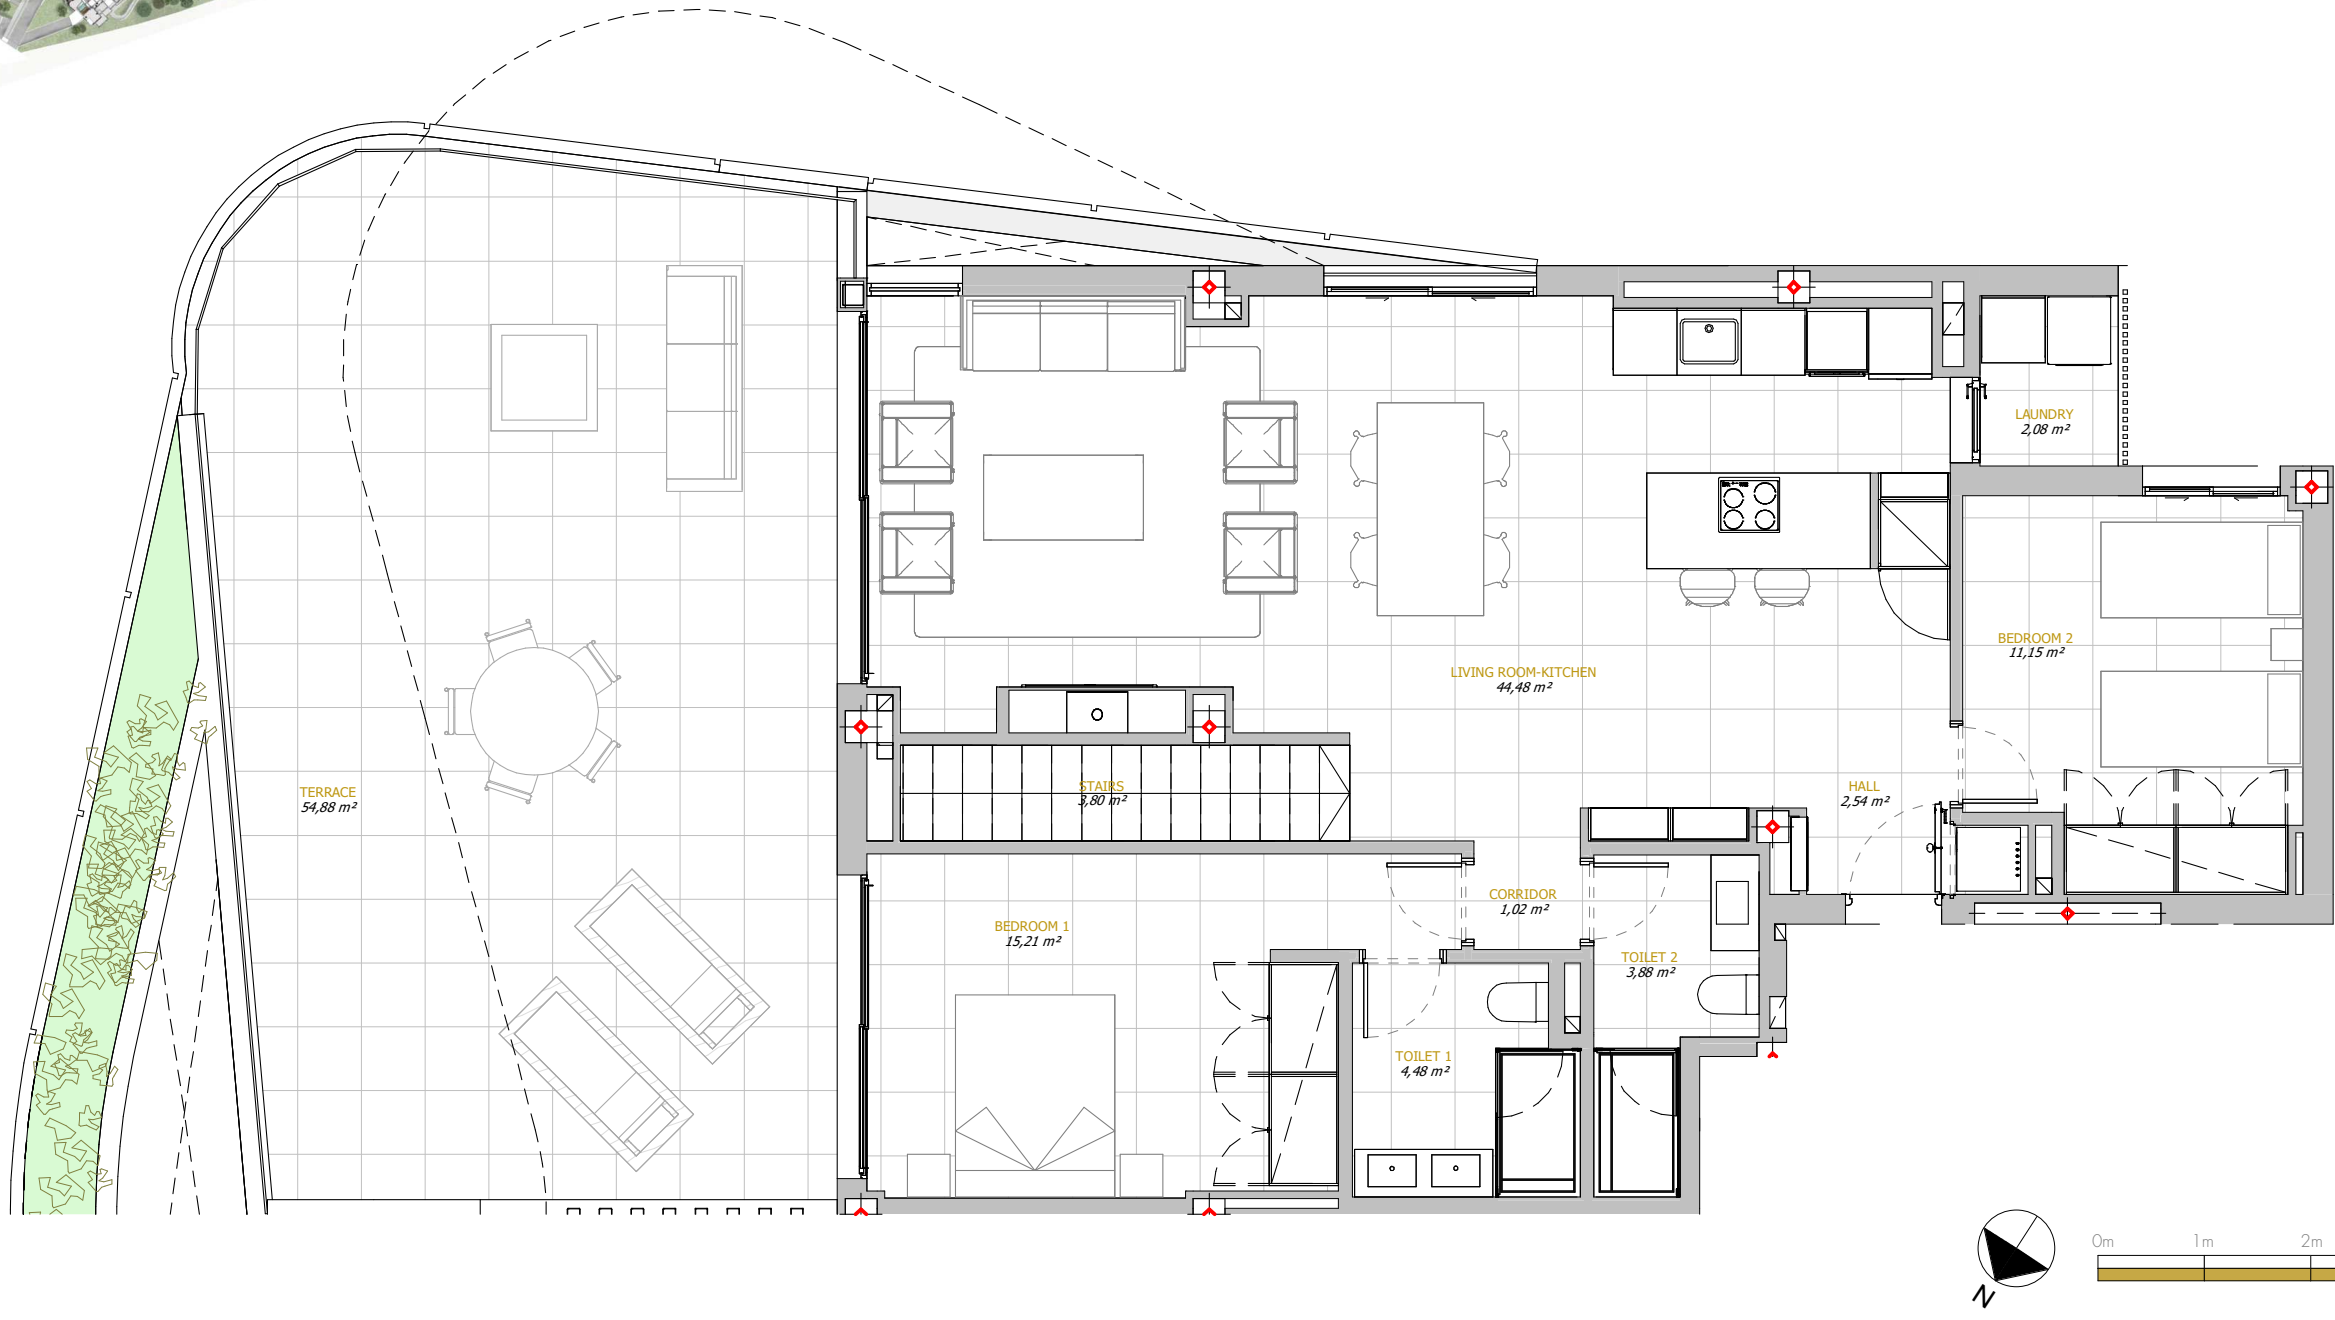 LAUNDRY
2,08 m²
BEDROOM 2
11,15 m²
LIVING ROOM-KITCHEN
44,48 m²
TERRACE
54,88 m²
STAIRS
3,80 m²
HALL
2,54 m²
CORRIDOR
1,02 m²
BEDROOM 1
15,21 m²
TOILET 2
3,88 m²
TOILET 1
4,48 m²
N
0m 1m 2m